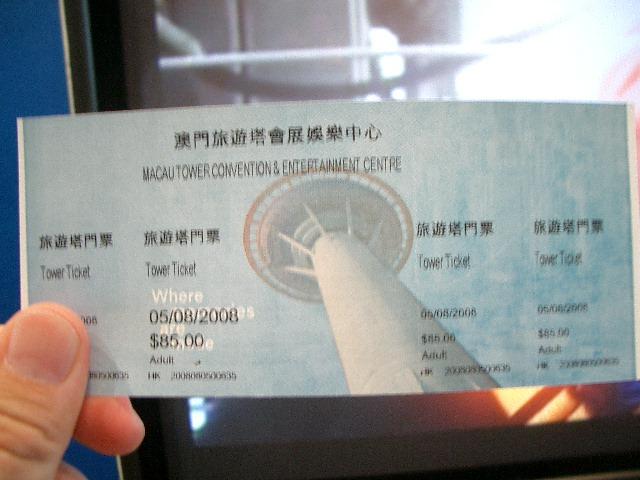 澳門旅遊塔會展娛樂中心
MACAU TOWER CONVENTION & ENTERTAINMENT CENTRE
旅遊塔門票 旅遊塔門票 旅遊塔門票 旅遊塔門票
Tower Ticket Tower Ticket Tower Ticket Tower Ticket
Where
05/08/2008 05/08/2008 05/08/2008
are
$85.00 $85.00 $85.00
Adult Adult Adult
HK HK HK